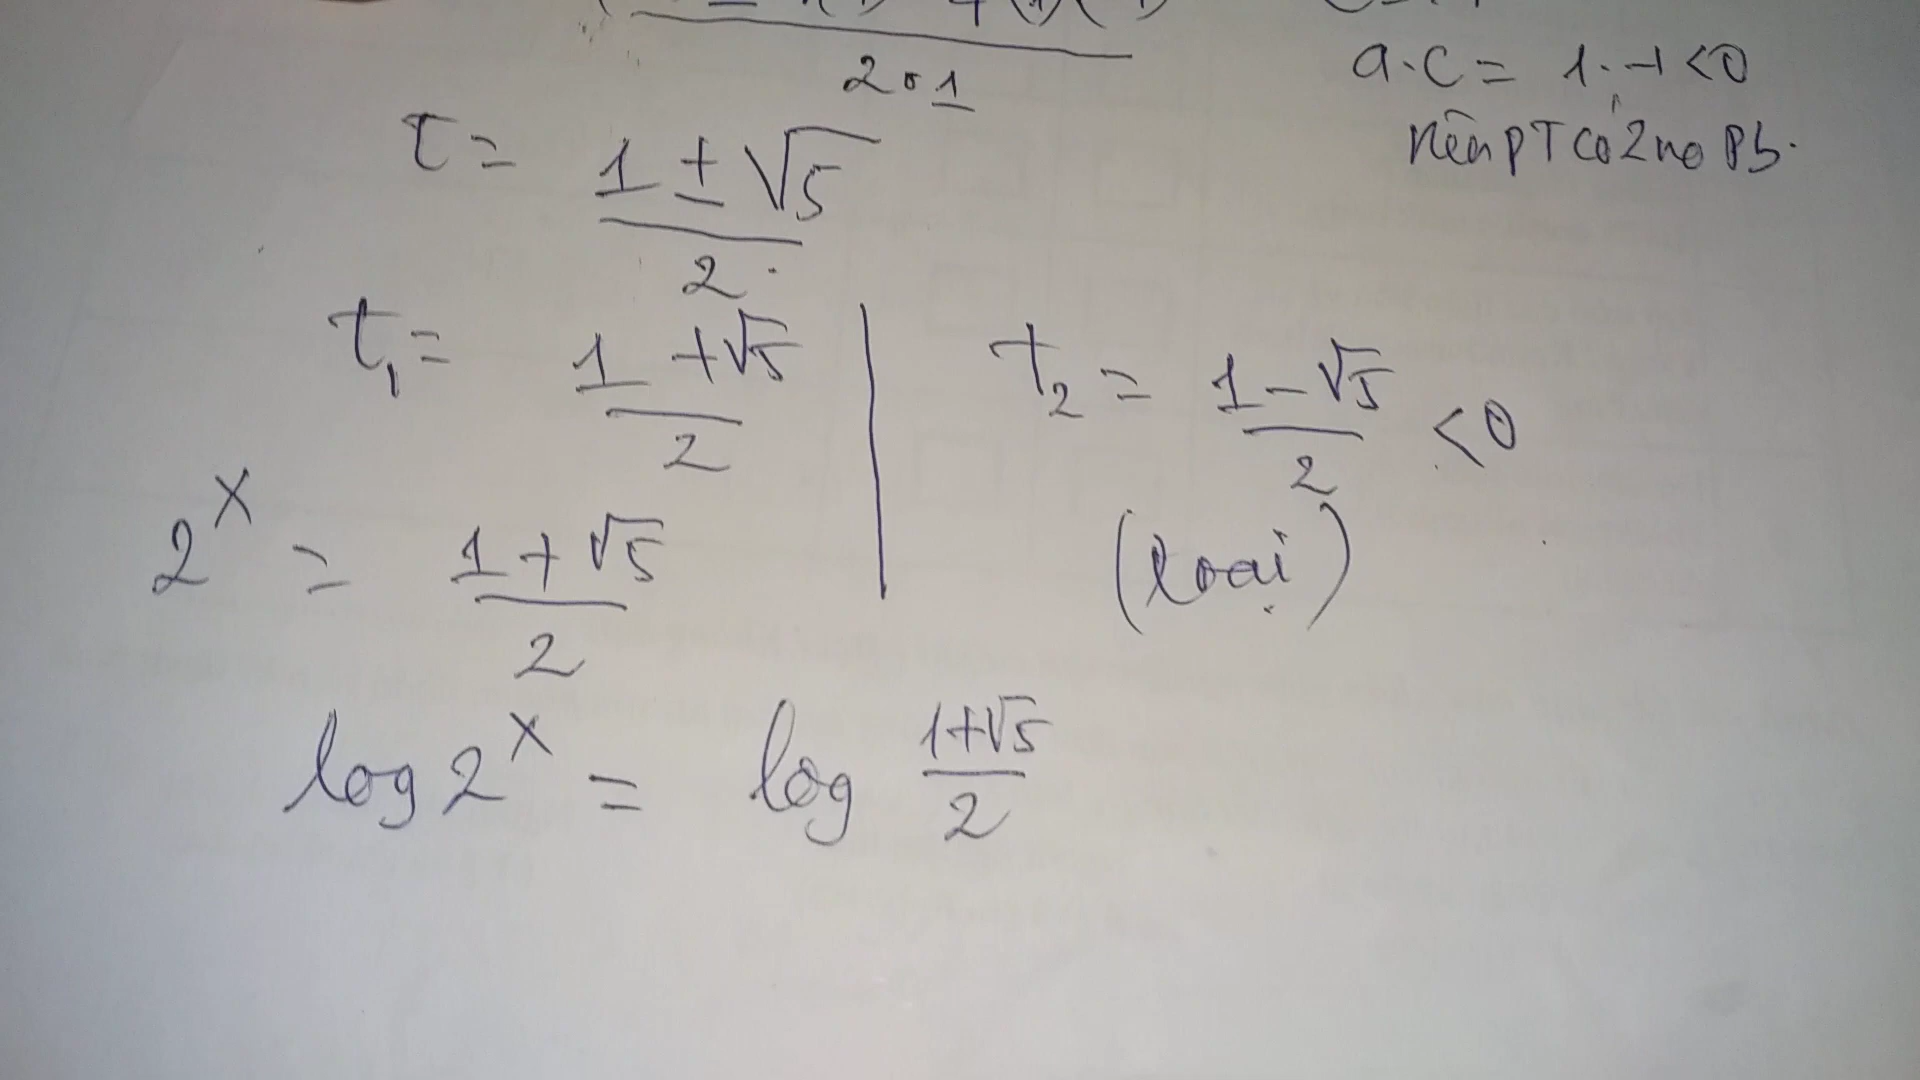 2 . 1
a.c = 1.-1 <0
nên pT có 2 no Pb.
t = 1 ± √5
2
t₁ = 1 + √5
2
t₂ = 1 - √5 <0
2
(loại)
2^x = 1 + √5
2
log 2^x = log 1+√5
2